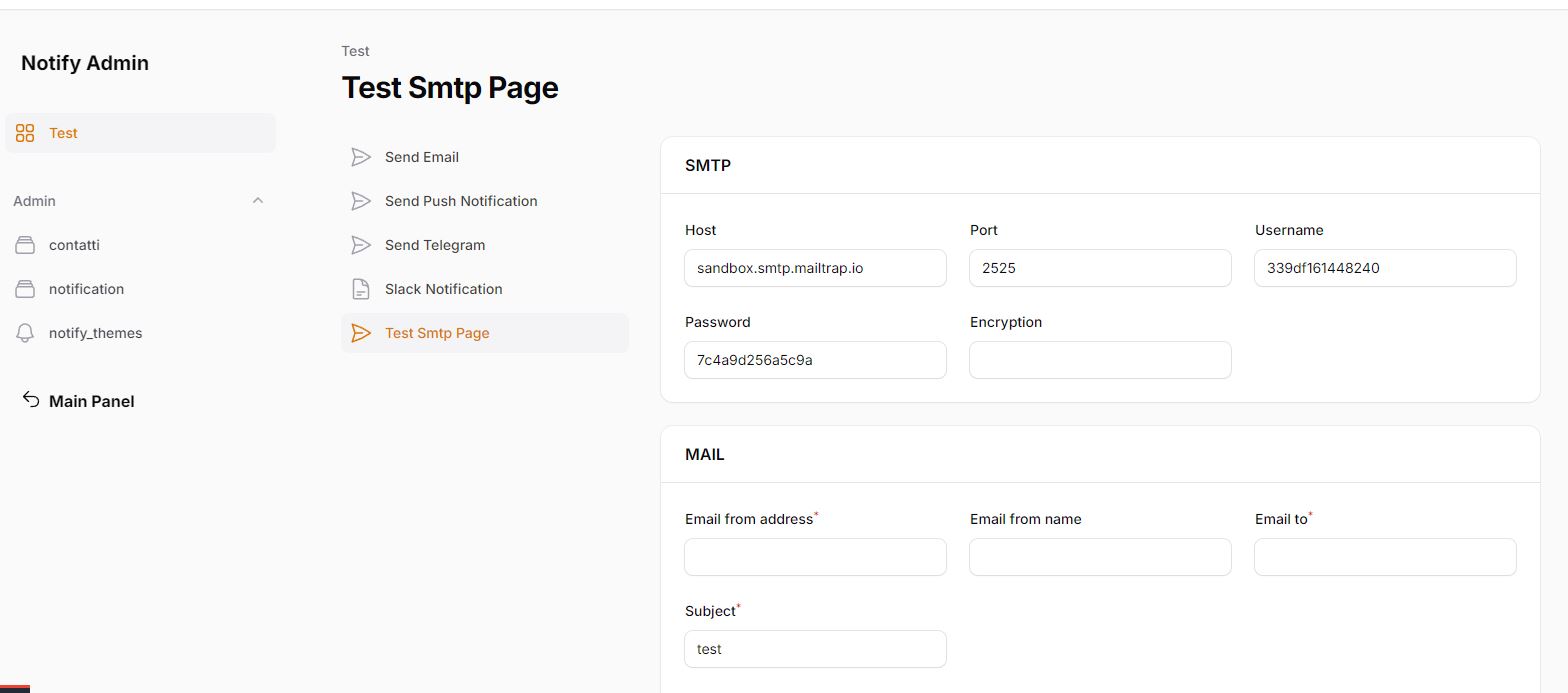 Notify Admin
Test
Admin
contatti
notification
notify_themes
Main Panel
Test
Test Smtp Page
Send Email
Send Push Notification
Send Telegram
Slack Notification
Test Smtp Page
SMTP
Host Port Username
sandbox.smtp.mailtrap.io 2525 339df161448240
Password Encryption
7c4a9d256a5c9a
MAIL
Email from address* Email from name Email to*
Subject*
test